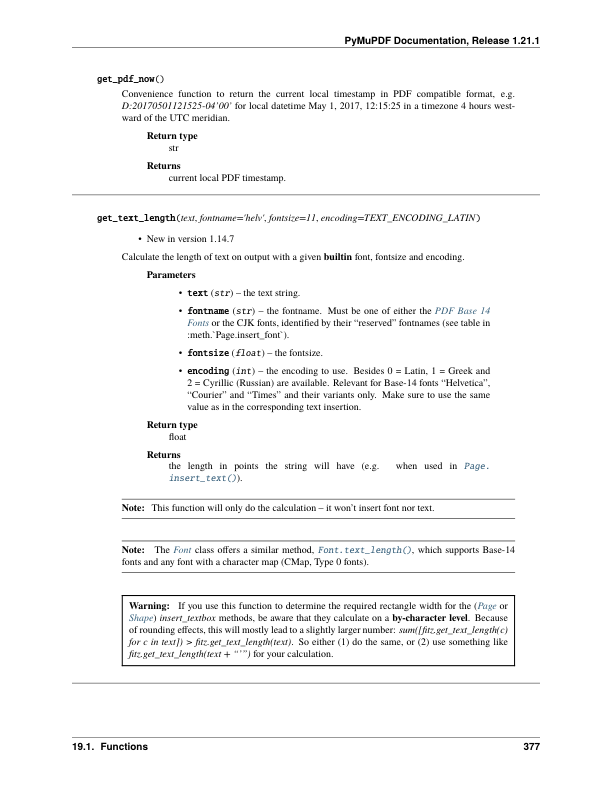 PyMuPDF Documentation, Release 1.21.1
get_pdf_now()
Convenience function to return the current local timestamp in PDF compatible format, e.g.
D:20170501121525-04'00' for local datetime May 1, 2017, 12:15:25 in a timezone 4 hours west-
ward of the UTC meridian.
Return type
str
Returns
current local PDF timestamp.
get_text_length(text, fontname='helv', fontsize=11, encoding=TEXT_ENCODING_LATIN)
• New in version 1.14.7
Calculate the length of text on output with a given builtin font, fontsize and encoding.
Parameters
• text (str) – the text string.
• fontname (str) – the fontname. Must be one of either the PDF Base 14
Fonts or the CJK fonts, identified by their “reserved” fontnames (see table in
:meth.`Page.insert_font`).
• fontsize (float) – the fontsize.
• encoding (int) – the encoding to use. Besides 0 = Latin, 1 = Greek and
2 = Cyrillic (Russian) are available. Relevant for Base-14 fonts “Helvetica”,
“Courier” and “Times” and their variants only. Make sure to use the same
value as in the corresponding text insertion.
Return type
float
Returns
the length in points the string will have (e.g. when used in Page.
insert_text()).
Note: This function will only do the calculation – it won’t insert font nor text.
Note: The Font class offers a similar method, Font.text_length(), which supports Base-14
fonts and any font with a character map (CMap, Type 0 fonts).
Warning: If you use this function to determine the required rectangle width for the (Page or
Shape) insert_textbox methods, be aware that they calculate on a by-character level. Because
of rounding effects, this will mostly lead to a slightly larger number: sum([fitz.get_text_length(c)
for c in text]) > fitz.get_text_length(text). So either (1) do the same, or (2) use something like
fitz.get_text_length(text + “’”) for your calculation.
19.1. Functions 377